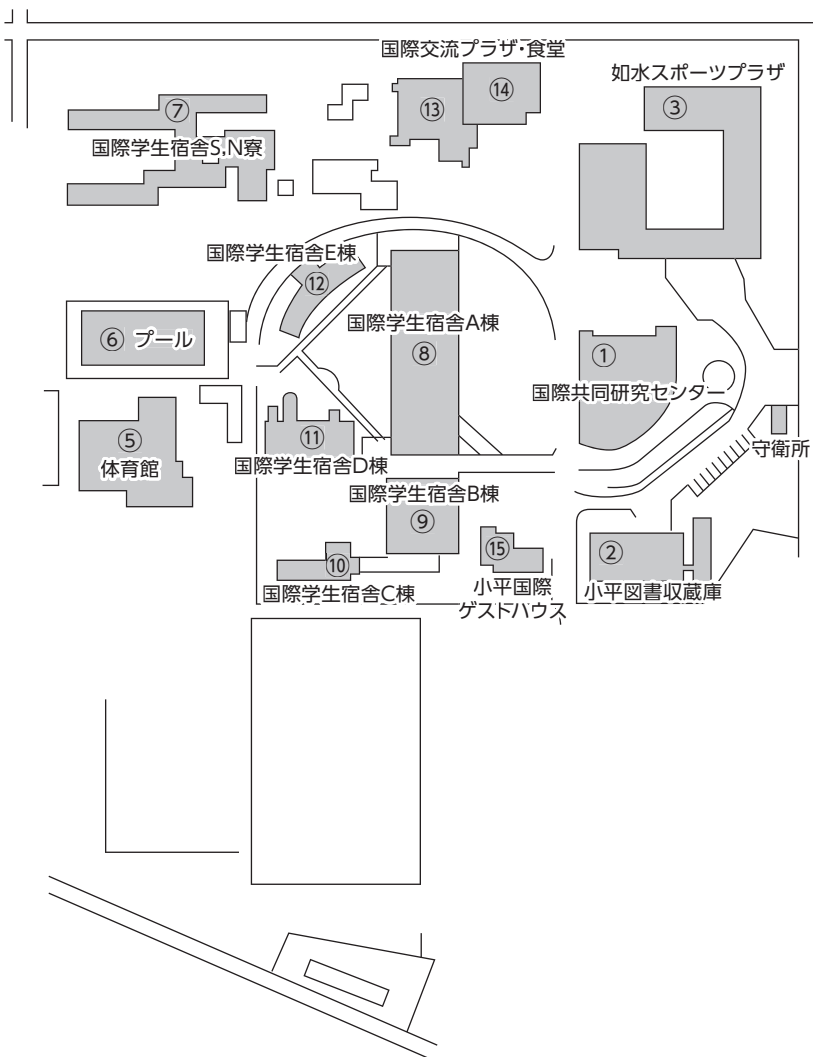 国際交流プラザ・食堂
⑭
⑬
如水スポーツプラザ
③
⑦
国際学生宿舎S,N寮
国際学生宿舎E棟
⑫
国際学生宿舎A棟
⑧
⑥ プール
①
国際共同研究センター
⑤
体育館
⑪
国際学生宿舎D棟
守衛所
国際学生宿舎B棟
⑨
⑩
国際学生宿舎C棟
⑮
小平国際
ゲストハウス
②
小平図書収蔵庫